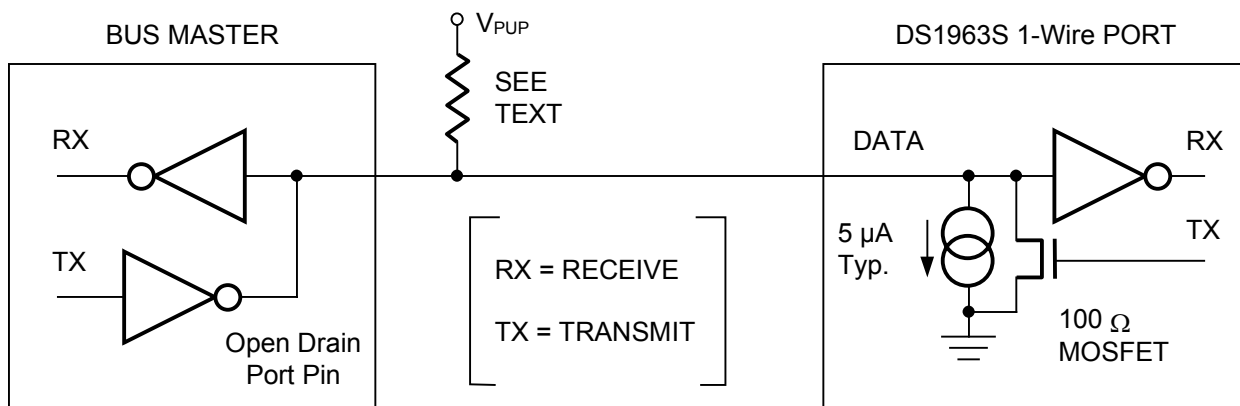 BUS MASTER
V_PUP
DS1963S 1-Wire PORT
SEE
TEXT
RX
DATA
RX
TX
5 µA
Typ.
TX
RX = RECEIVE
TX = TRANSMIT
Open Drain
Port Pin
100 Ω
MOSFET